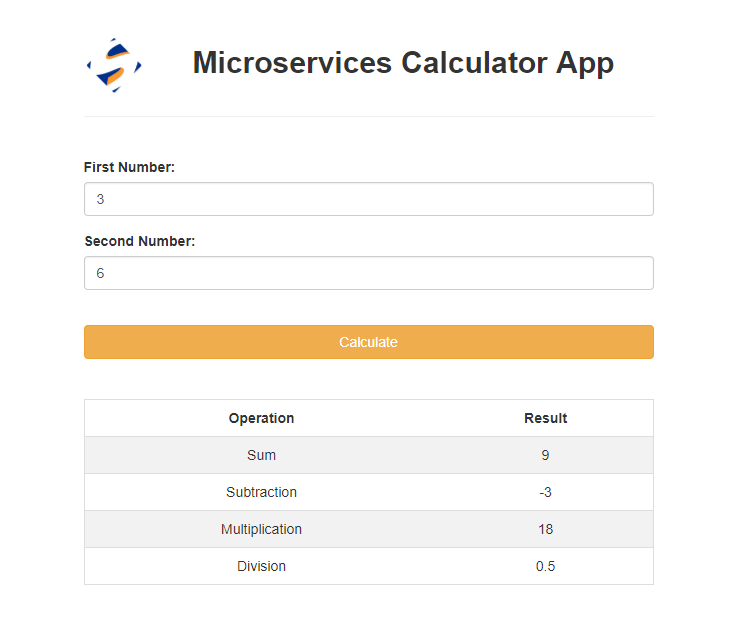 Microservices Calculator App
First Number:
3
Second Number:
6
Calculate
Operation Result
Sum 9
Subtraction -3
Multiplication 18
Division 0.5